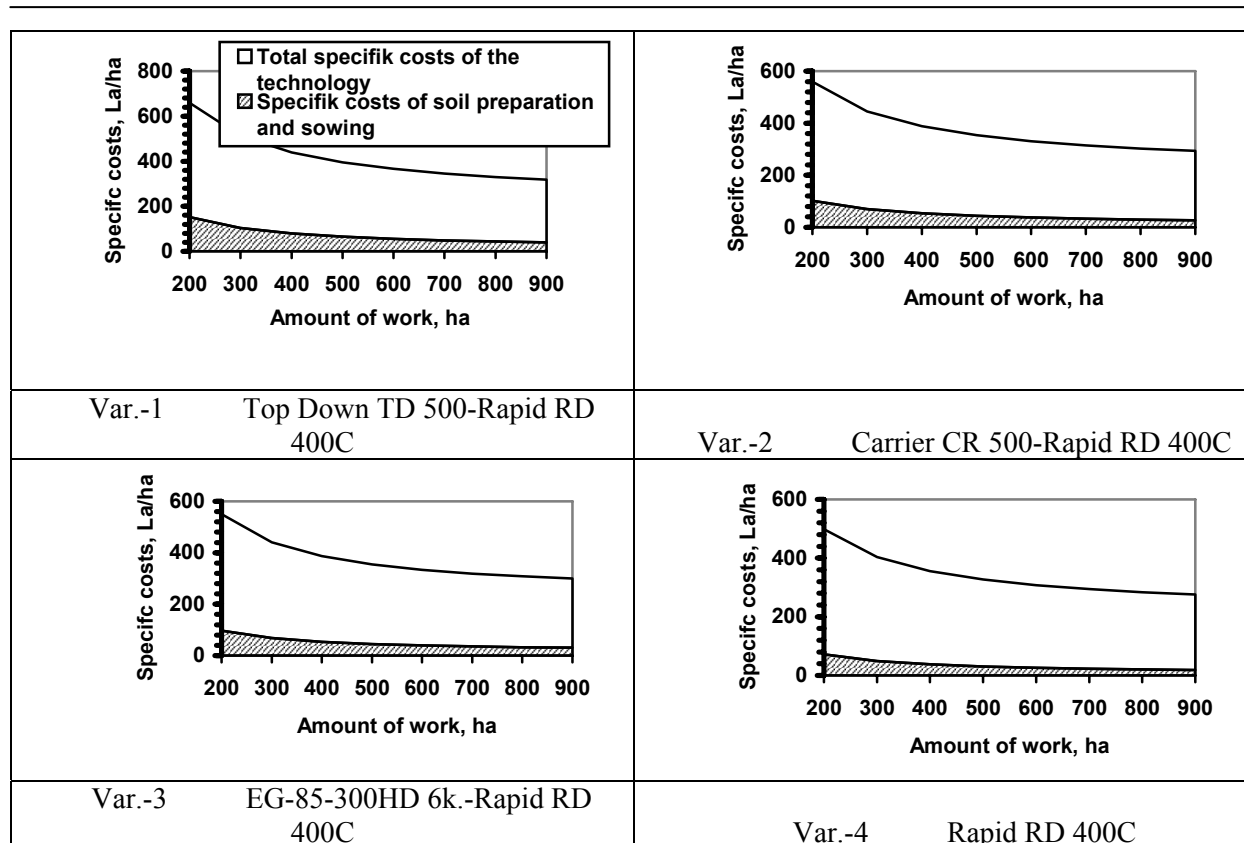 Total specifik costs of the
technology
Specifik costs of soil preparation
and sowing
Specifc costs, La/ha
800
600
400
200
0
200 300 400 500 600 700 800 900
Amount of work, ha
Specifc costs, La/ha
600
400
200
0
200 300 400 500 600 700 800 900
Amount of work, ha
Var.-1 Top Down TD 500-Rapid RD
400C
Var.-2 Carrier CR 500-Rapid RD 400C
Specifc costs, La/ha
600
400
200
0
200 300 400 500 600 700 800 900
Amount of work, ha
Specifc costs, La/ha
600
400
200
0
200 300 400 500 600 700 800 900
Amount of work, ha
Var.-3 EG-85-300HD 6k.-Rapid RD
400C
Var.-4 Rapid RD 400C